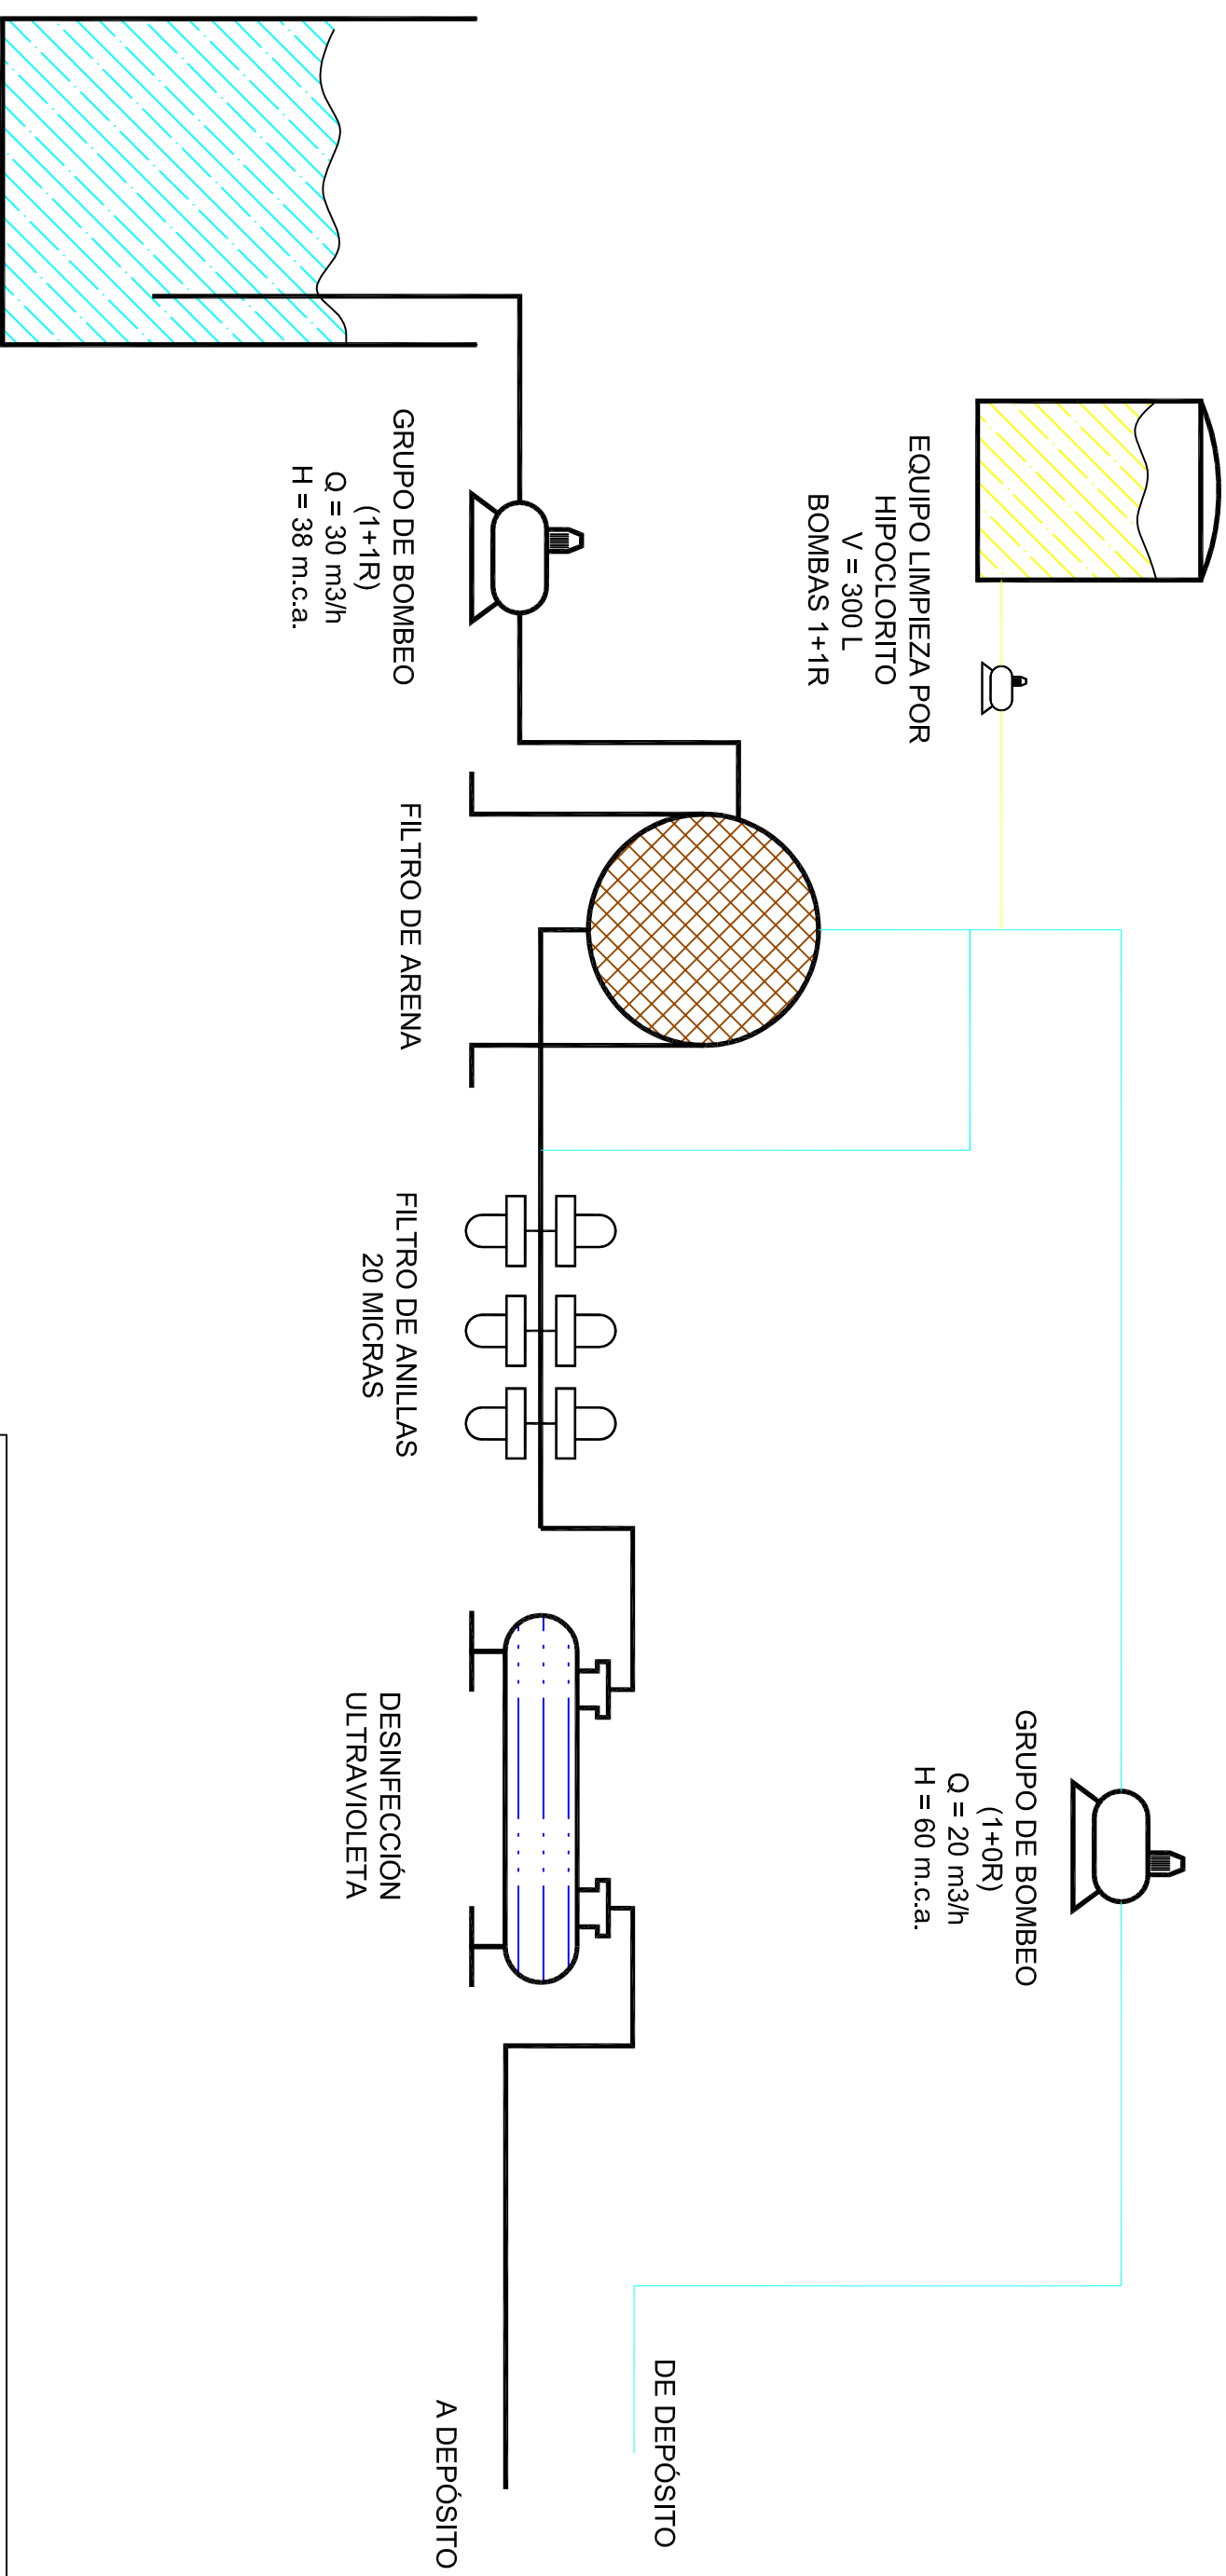 EQUIPO LIMPIEZA POR
HIPOCLORITO
V = 300 L
BOMBAS 1+1R
GRUPO DE BOMBEO
(1+0R)
Q = 20 m3/h
H = 60 m.c.a.
DE DEPÓSITO
GRUPO DE BOMBEO
(1+1R)
Q = 30 m3/h
H = 38 m.c.a.
FILTRO DE ARENA
FILTRO DE ANILLAS
20 MICRAS
DESINFECCIÓN
ULTRAVIOLETA
A DEPÓSITO